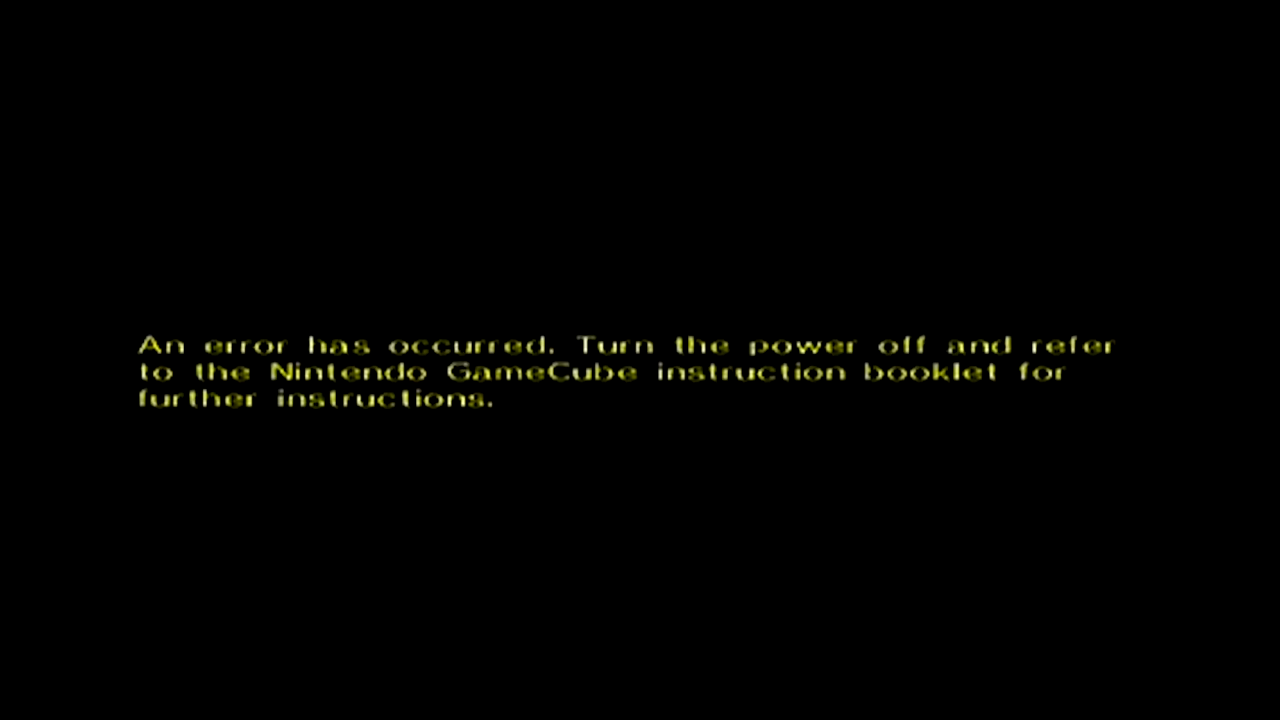 An error has occurred. Turn the power off and refer
to the Nintendo GameCube instruction booklet for
further instructions.